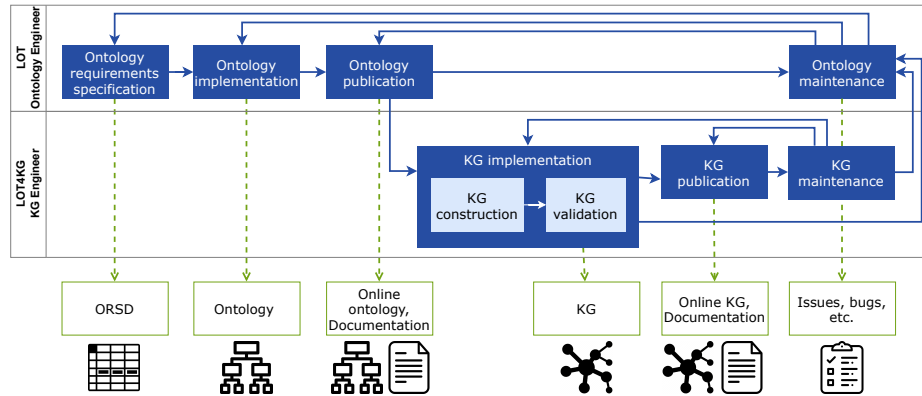 LOT
Ontology Engineer
Ontology
requirements
specification
Ontology
implementation
Ontology
publication
Ontology
maintenance
LOT4KG
KG Engineer
KG implementation
KG
construction
KG
validation
KG
publication
KG
maintenance
ORSD
Ontology
Online
ontology,
Documentation
KG
Online KG,
Documentation
Issues, bugs,
etc.